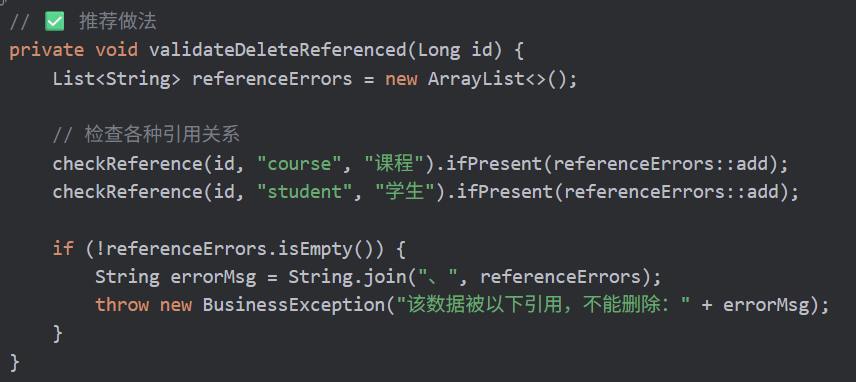 // ✅ 推荐做法
private void validateDeleteReferenced(Long id) {
    List<String> referenceErrors = new ArrayList<>();
    // 检查各种引用关系
    checkReference(id, "course", "课程").ifPresent(referenceErrors::add);
    checkReference(id, "student", "学生").ifPresent(referenceErrors::add);
    if (!referenceErrors.isEmpty()) {
        String errorMsg = String.join("、", referenceErrors);
        throw new BusinessException("该数据被以下引用，不能删除：" + errorMsg);
    }
}